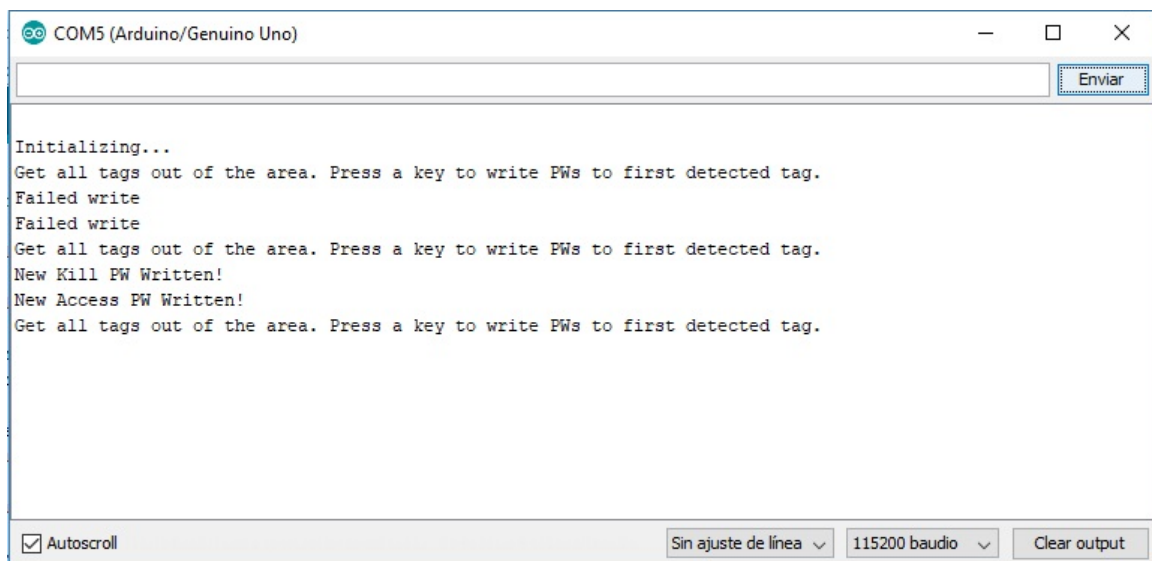 COM5 (Arduino/Genuino Uno)
Enviar
Initializing...
Get all tags out of the area. Press a key to write PWs to first detected tag.
Failed write
Failed write
Get all tags out of the area. Press a key to write PWs to first detected tag.
New Kill PW Written!
New Access PW Written!
Get all tags out of the area. Press a key to write PWs to first detected tag.
Autoscroll
Sin ajuste de línea
115200 baudio
Clear output